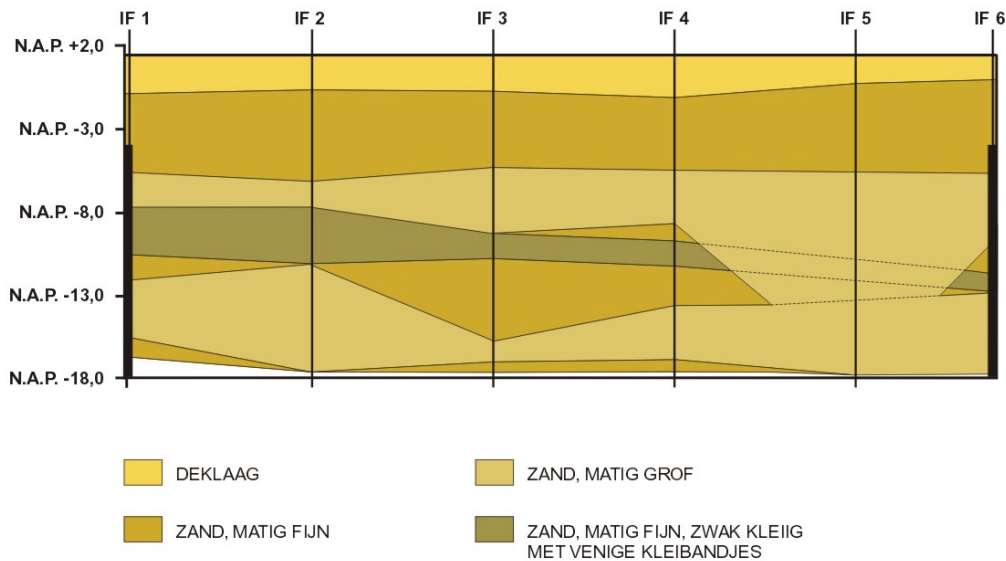 IF 1 IF 2 IF 3 IF 4 IF 5 IF 6
N.A.P. +2,0
N.A.P. -3,0
N.A.P. -8,0
N.A.P. -13,0
N.A.P. -18,0
DEKLAAG
ZAND, MATIG GROF
ZAND, MATIG FIJN
ZAND, MATIG FIJN, ZWAK KLEIIG
MET VENIGE KLEIBANDJES